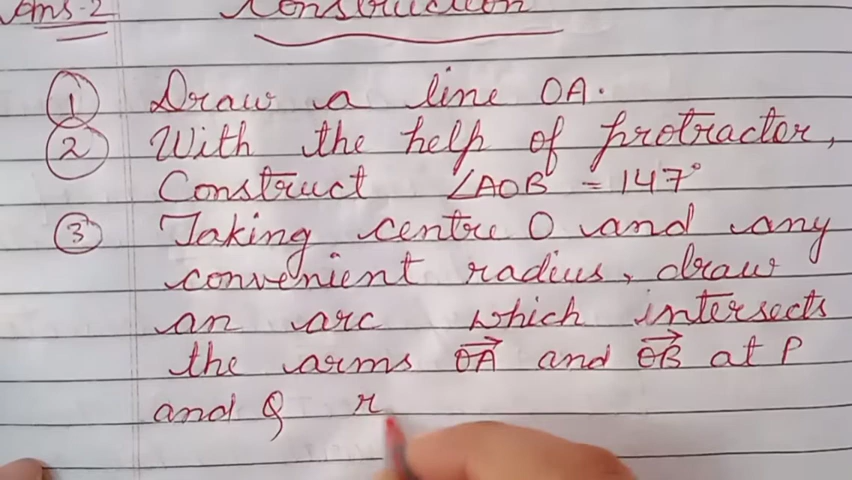 Ans-2 Construction
1 Draw a line OA.
2 With the help of protractor,
Construct ∠AOB = 147°
3 Taking centre O and any
convenient radius, draw
an arc which intersects
the arms OA and OB at P
and Q r